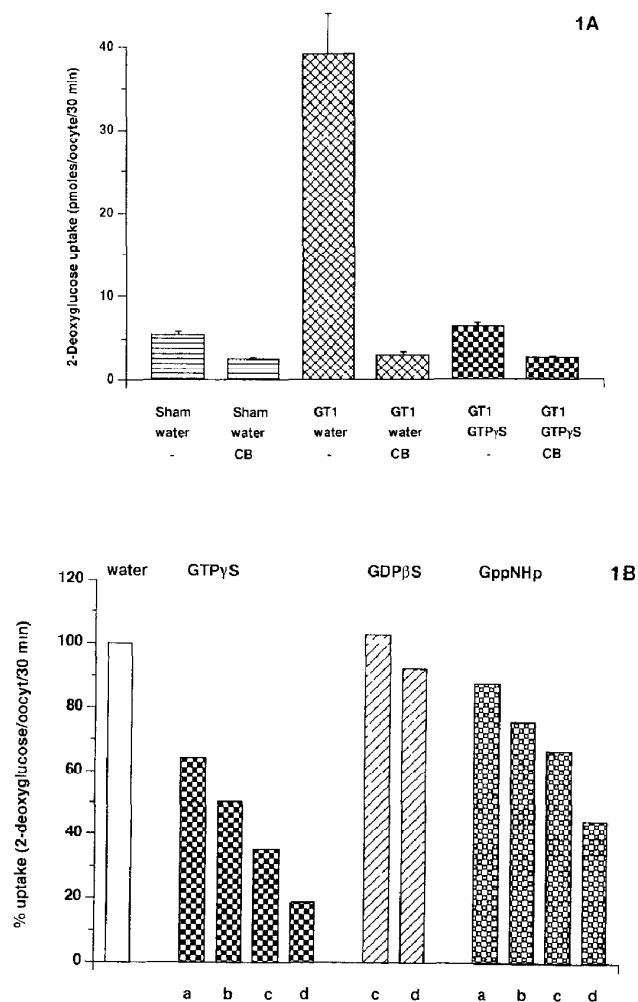 1A
2-Deoxyglucose uptake (pmoles/oocyte/30 min)
40
30
20
10
0
Sham Sham GT1 GT1 GT1 GT1
water water water water GTPγS GTPγS
- CB - CB - CB
1B
water GTPγS GDPβS GppNHp
% uptake (2-deoxyglucose/oocyt/30 min)
120
100
80
60
40
20
0
a b c d c d a b c d